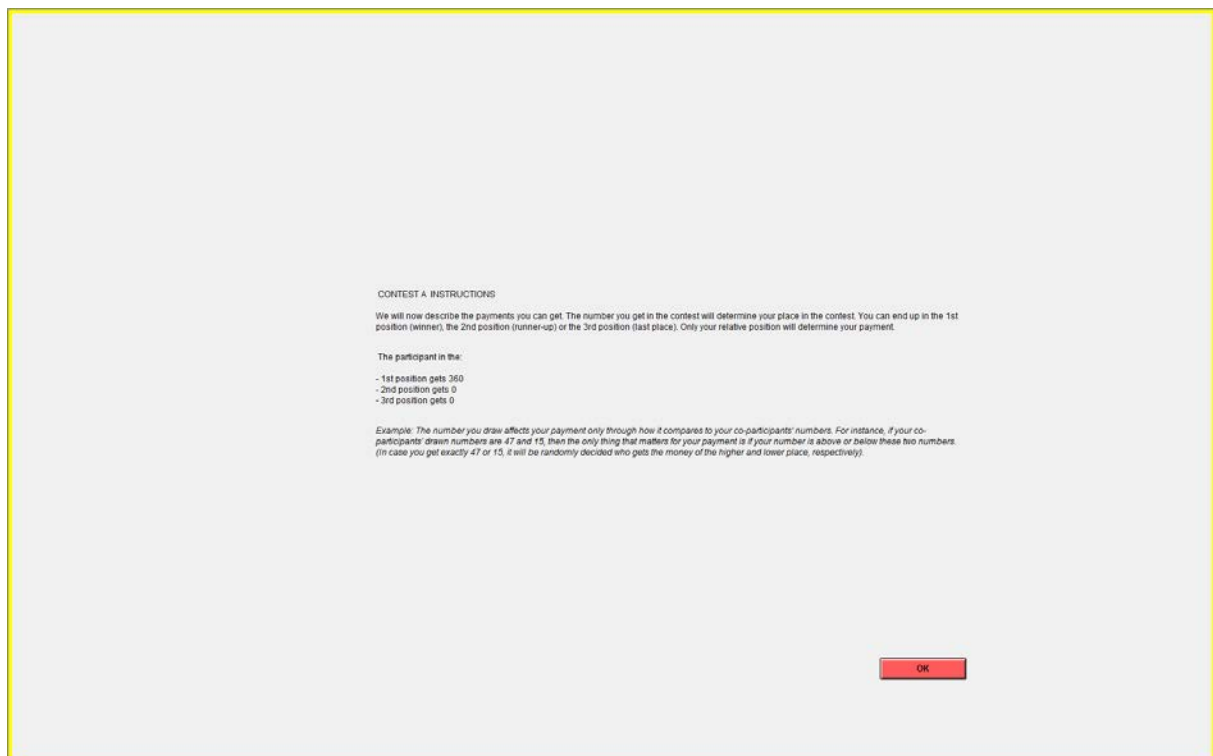 CONTEST A INSTRUCTIONS
We will now describe the payments you can get. The number you get in the contest will determine your place in the contest. You can end up in the 1st
position (winner), the 2nd position (runner-up) or the 3rd position (last place). Only your relative position will determine your payment.
The participant in the:
- 1st position gets 360
- 2nd position gets 0
- 3rd position gets 0
Example: The number you draw affects your payment only through how it compares to your co-participants' numbers. For instance, if your co-
participants' drawn numbers are 47 and 15, then the only thing that matters for your payment is if your number is above or below these two numbers.
(In case you get exactly 47 or 15, it will be randomly decided who gets the money of the higher and lower place, respectively).
OK